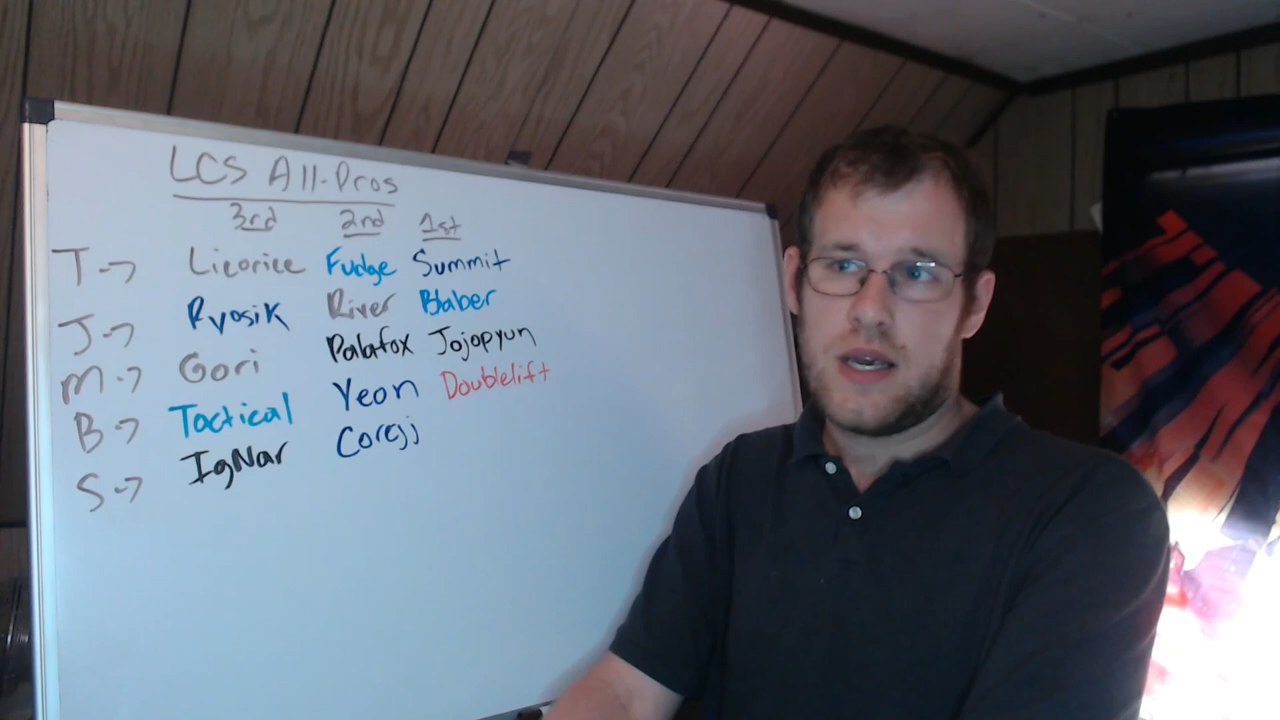 LCS All-Pros
3rd 2nd 1st
T-> Licorice Fudge Summit
J-> Ryosik River Blaber
M-> Gori Palafox Jojopyun
B-> Tactical Yeon Doublelift
S-> IgNar Corejj